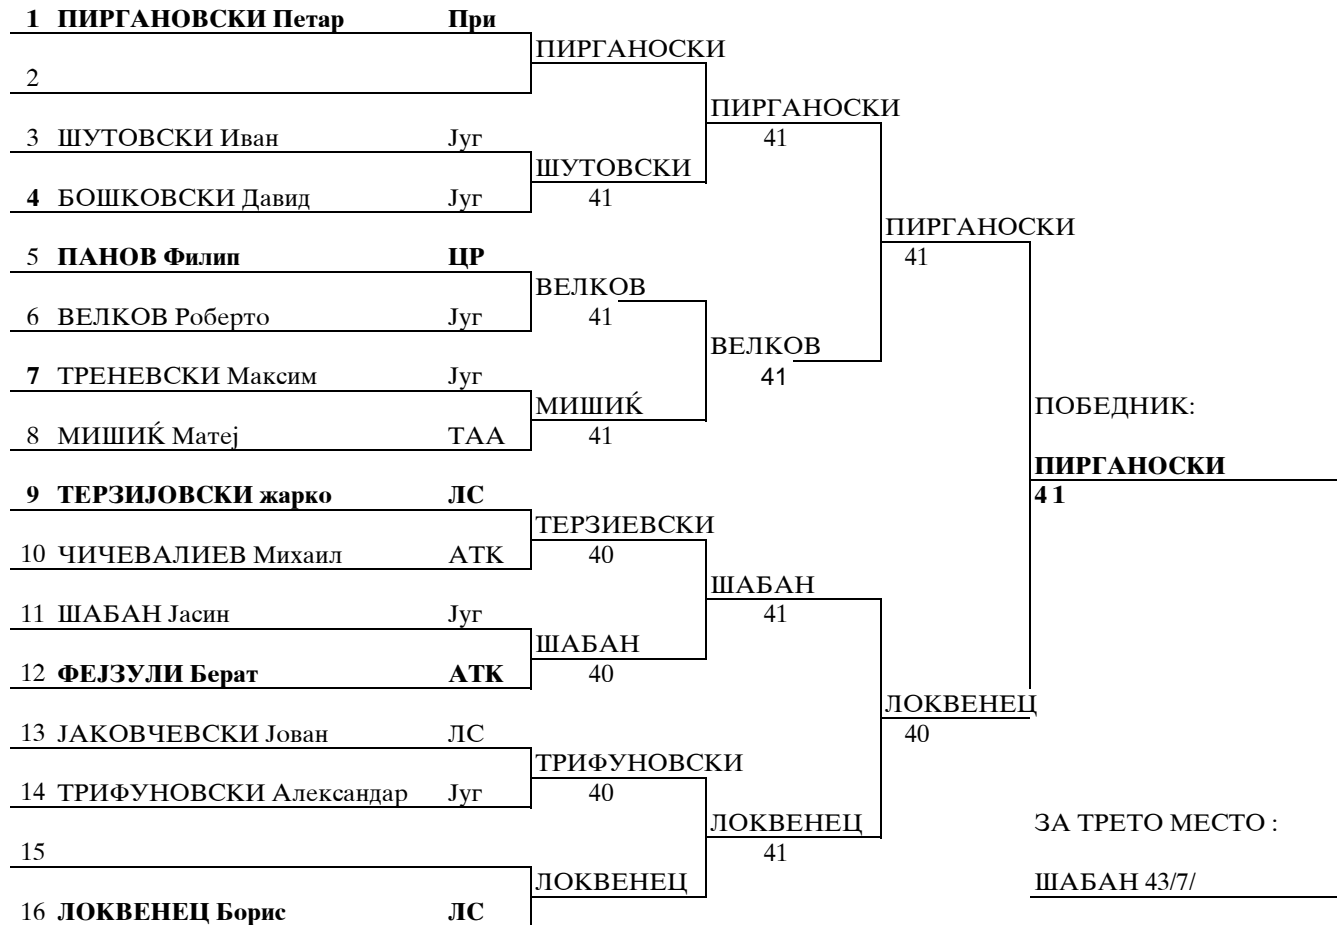 1 ПИРГАНОВСКИ Петар При
ПИРГАНОСКИ
2
ПИРГАНОСКИ
3 ШУТОВСКИ Иван Југ 41
ШУТОВСКИ
4 БОШКОВСКИ Давид Југ 41
ПИРГАНОСКИ
5 ПАНОВ Филип ЦР 41
ВЕЛКОВ
6 ВЕЛКОВ Роберто Југ 41
ВЕЛКОВ
7 ТРЕНЕВСКИ Максим Југ 41
МИШИЌ ПОБЕДНИК:
8 МИШИЌ Матеј ТАА 41
ПИРГАНОСКИ
9 ТЕРЗИЈОВСКИ жарко ЛС 4 1
ТЕРЗИЕВСКИ
10 ЧИЧЕВАЛИЕВ Михаил АТК 40
ШАБАН
11 ШАБАН Јасин Југ 41
ШАБАН
12 ФЕЈЗУЛИ Берат АТК 40
ЛОКВЕНЕЦ
13 ЈАКОВЧЕВСКИ Јован ЛС 40
ТРИФУНОВСКИ
14 ТРИФУНОВСКИ Александар Југ 40
ЛОКВЕНЕЦ ЗА ТРЕТО МЕСТО :
15 41
ЛОКВЕНЕЦ ШАБАН 43/7/
16 ЛОКВЕНЕЦ Борис ЛС